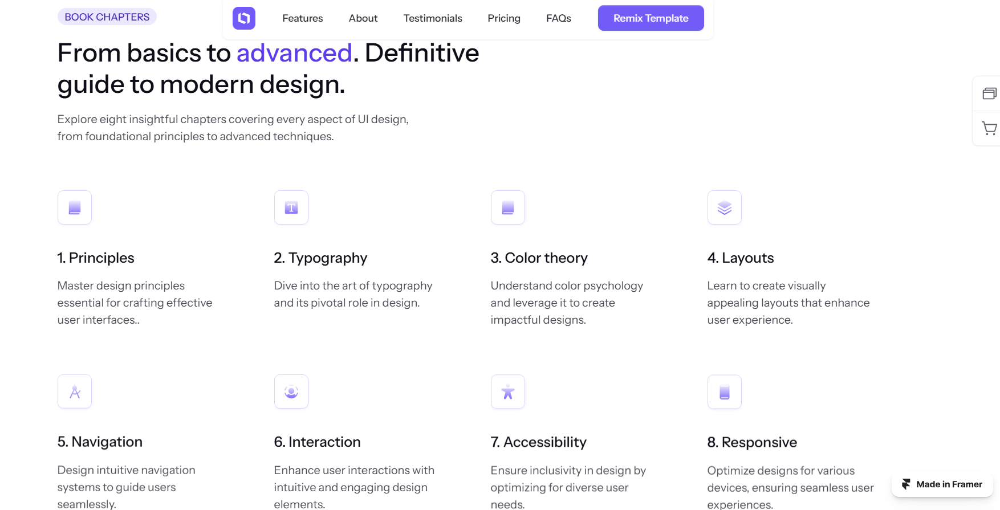 BOOK CHAPTERS
Features
About
Testimonials
Pricing
FAQs
Remix Template
From basics to advanced. Definitive
guide to modern design.
Explore eight insightful chapters covering every aspect of UI design,
from foundational principles to advanced techniques.
1. Principles
Master design principles
essential for crafting effective
user interfaces..
2. Typography
Dive into the art of typography
and its pivotal role in design.
3. Color theory
Understand color psychology
and leverage it to create
impactful designs.
4. Layouts
Learn to create visually
appealing layouts that enhance
user experience.
5. Navigation
Design intuitive navigation
systems to guide users
seamlessly.
6. Interaction
Enhance user interactions with
intuitive and engaging design
elements.
7. Accessibility
Ensure inclusivity in design by
optimizing for diverse user
needs.
8. Responsive
Optimize designs for various
devices, ensuring seamless user
experiences.
Made in Framer